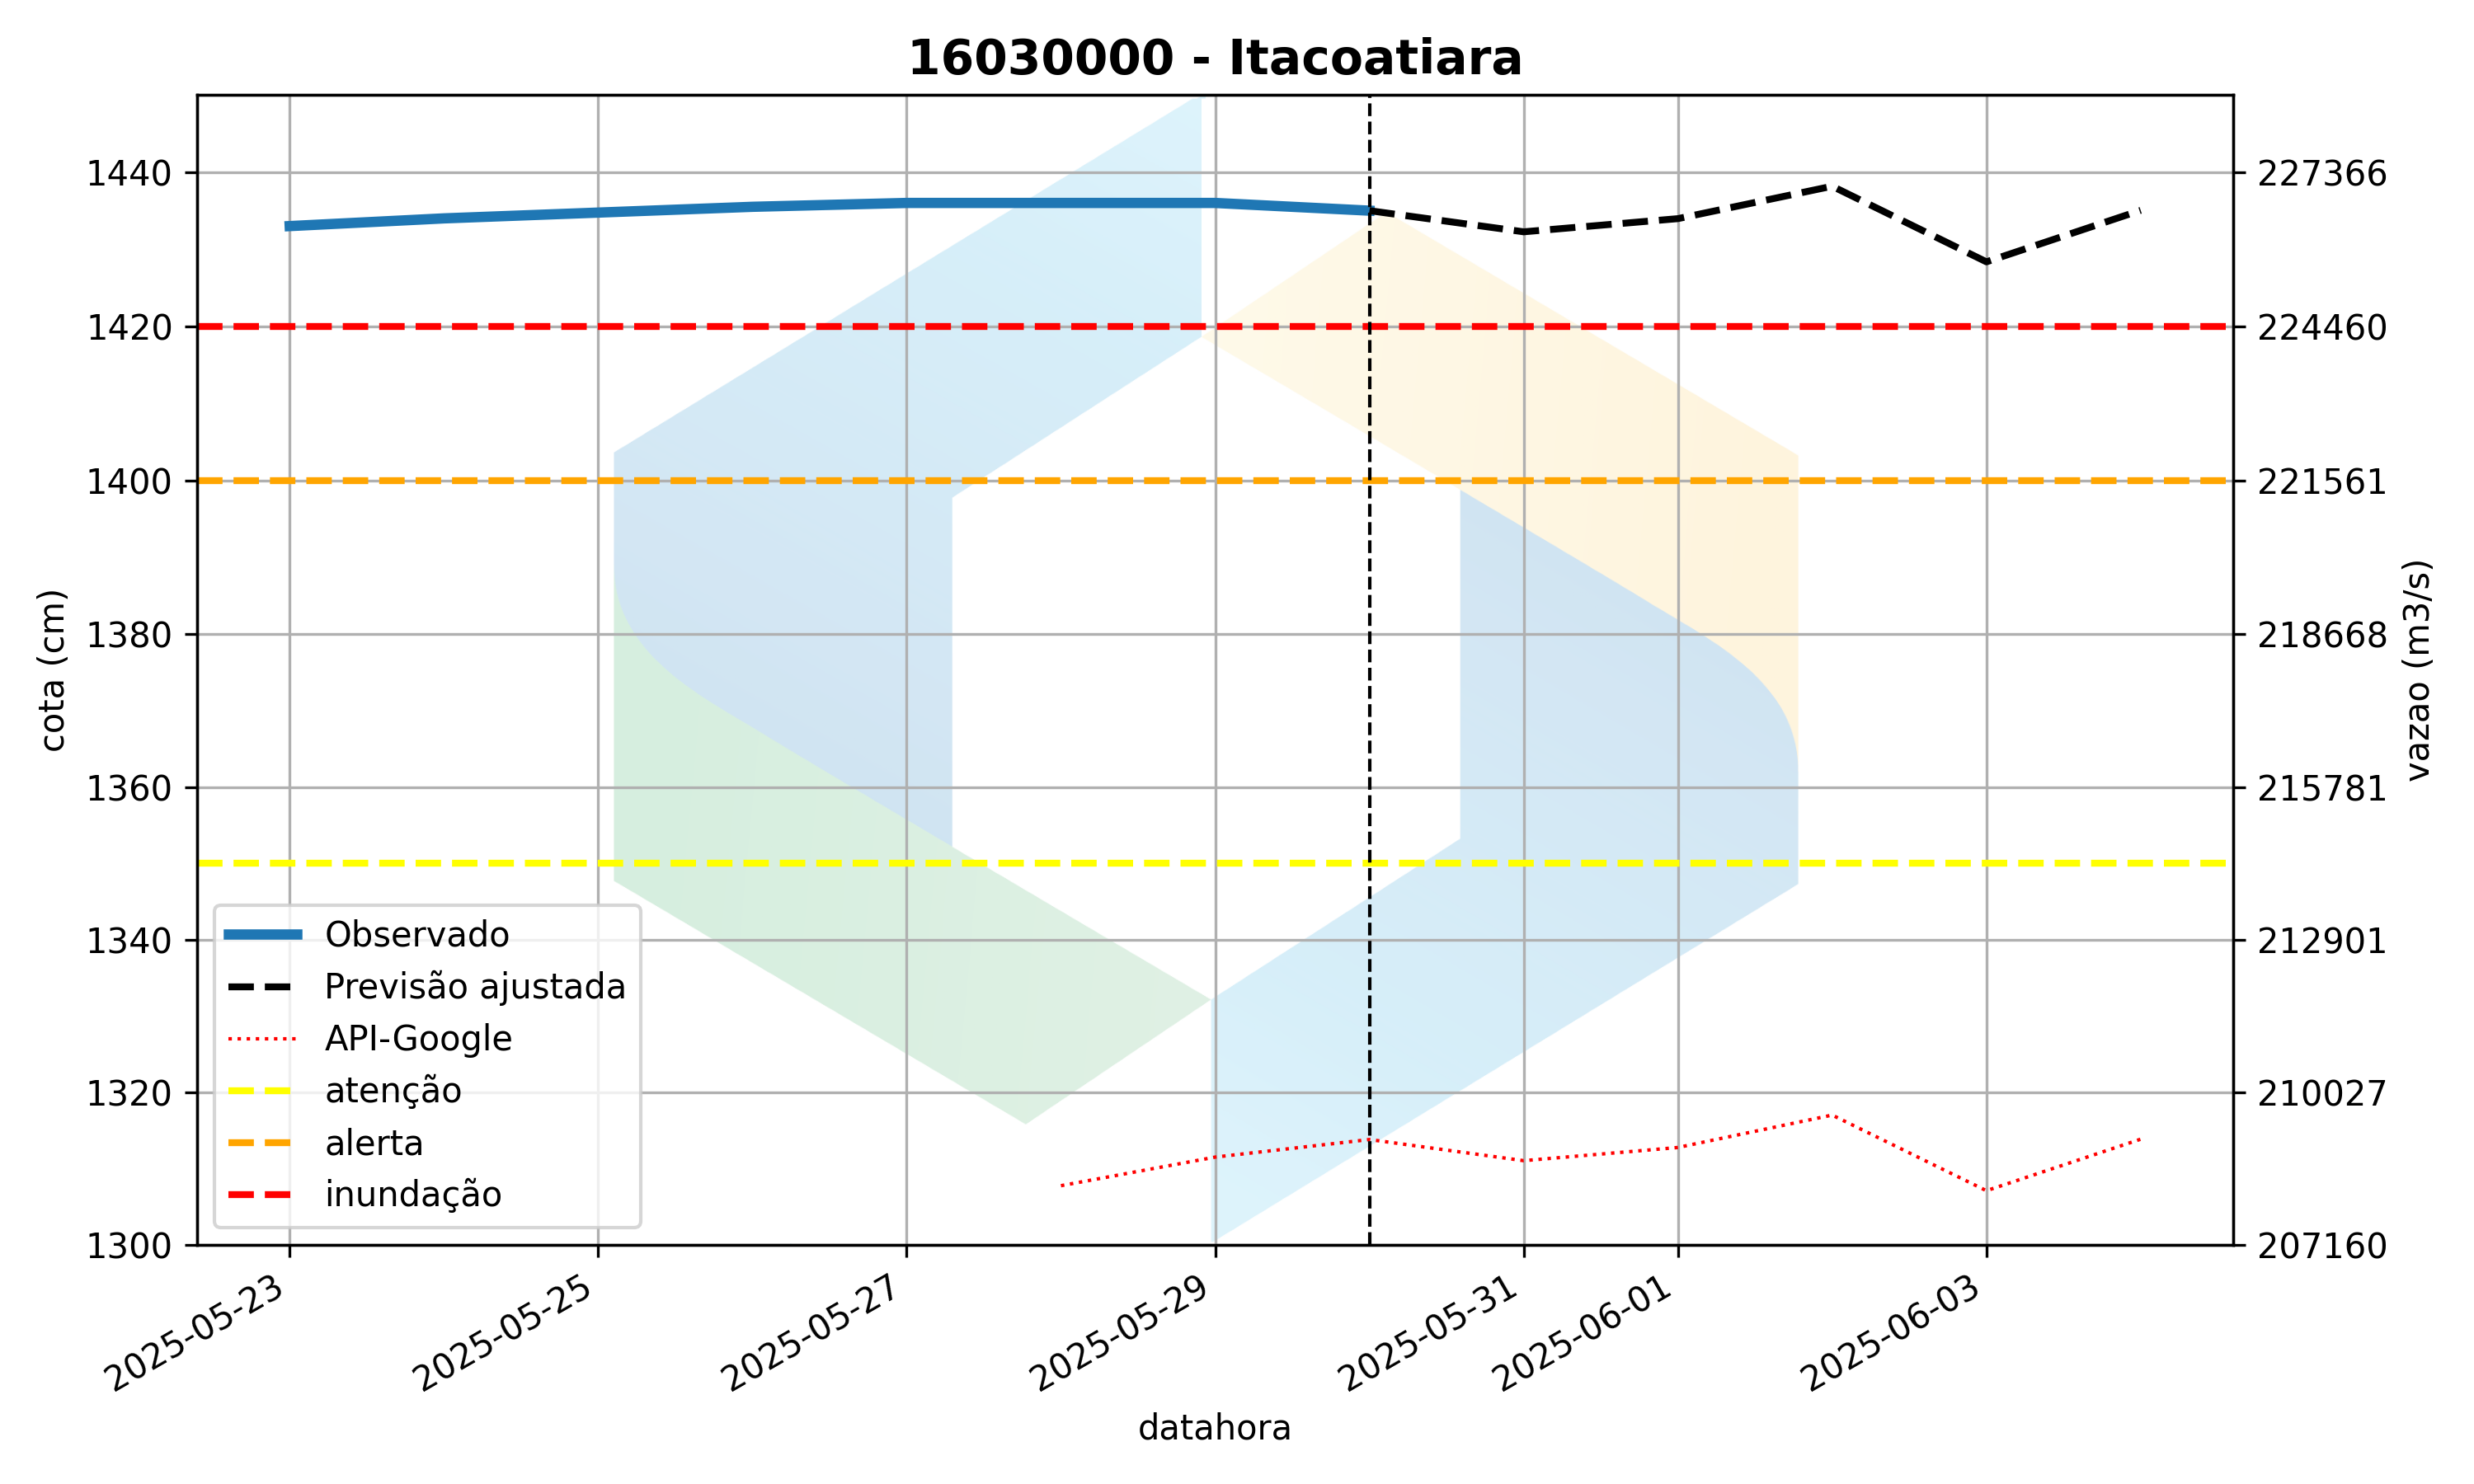 16030000 - Itacoatiara
1440
1420
1400
1380
1360
1340
1320
1300
cota (cm)
227366
224460
221561
218668
215781
212901
210027
207160
vazao (m3/s)
Observado
Previsão ajustada
API-Google
atenção
alerta
inundação
2025-05-23
2025-05-25
2025-05-27
2025-05-29
2025-05-31
2025-06-01
2025-06-03
datahora